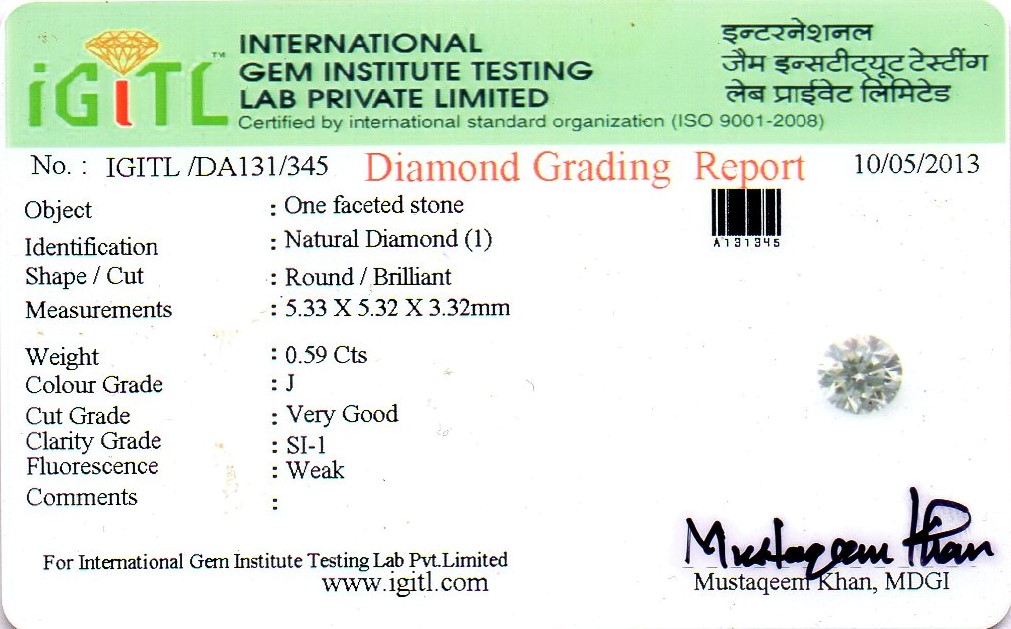 iGiTL™
INTERNATIONAL
GEM INSTITUTE TESTING
LAB PRIVATE LIMITED
Certified by international standard organization (ISO 9001-2008)
इन्टरनेशनल
जैम इन्सटीट्यूट टेस्टींग
लेब प्राईवेट लिमिटेड
No. : IGITL /DA131/345 Diamond Grading Report 10/05/2013
A131345
Object : One faceted stone
Identification : Natural Diamond (1)
Shape / Cut : Round / Brilliant
Measurements : 5.33 X 5.32 X 3.32mm
Weight : 0.59 Cts
Colour Grade : J
Cut Grade : Very Good
Clarity Grade : SI-1
Fluorescence : Weak
Comments :
For International Gem Institute Testing Lab Pvt.Limited
www.igitl.com
Mustaqeem Khan
Mustaqeem Khan, MDGI